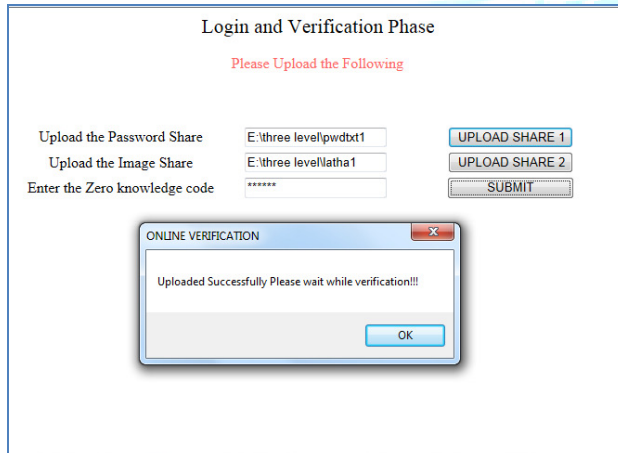 Login and Verification Phase
Please Upload the Following
Upload the Password Share E:\three level\pwdtxt1 UPLOAD SHARE 1
Upload the Image Share E:\three level\latha1 UPLOAD SHARE 2
Enter the Zero knowledge code ****** SUBMIT
ONLINE VERIFICATION
Uploaded Successfully Please wait while verification!!!
OK